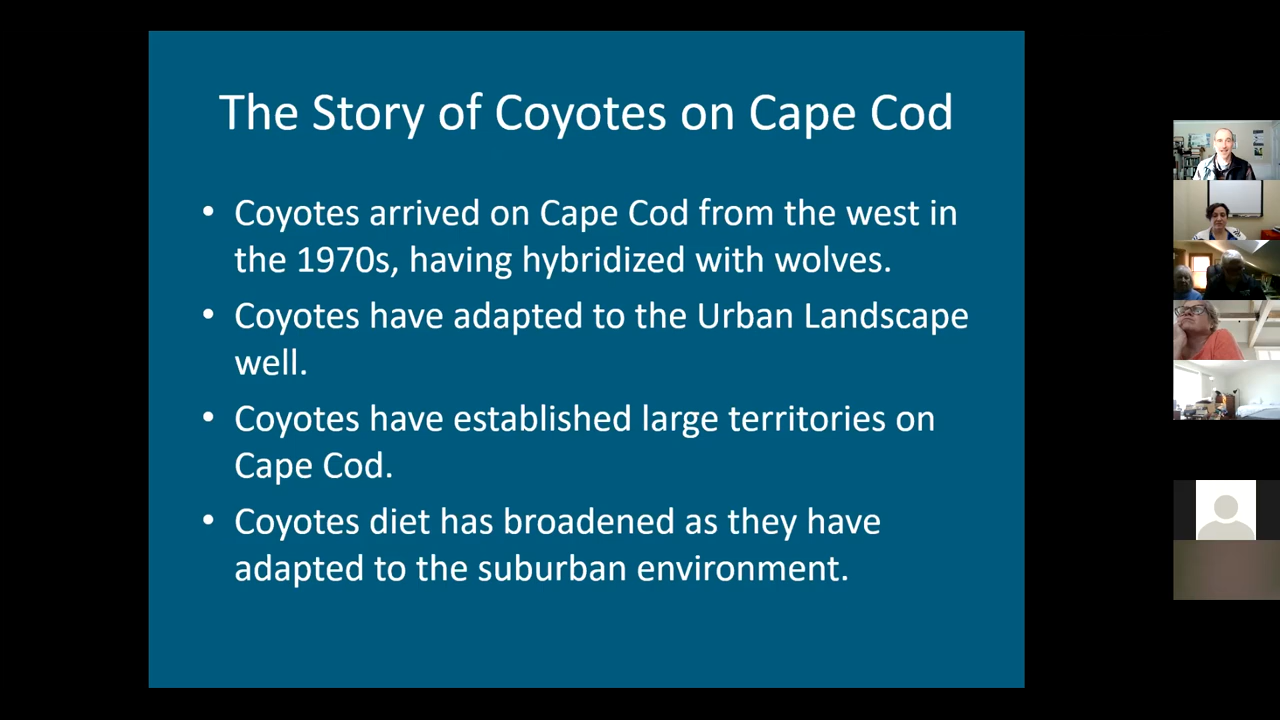 The Story of Coyotes on Cape Cod
• Coyotes arrived on Cape Cod from the west in
the 1970s, having hybridized with wolves.
• Coyotes have adapted to the Urban Landscape
well.
• Coyotes have established large territories on
Cape Cod.
• Coyotes diet has broadened as they have
adapted to the suburban environment.